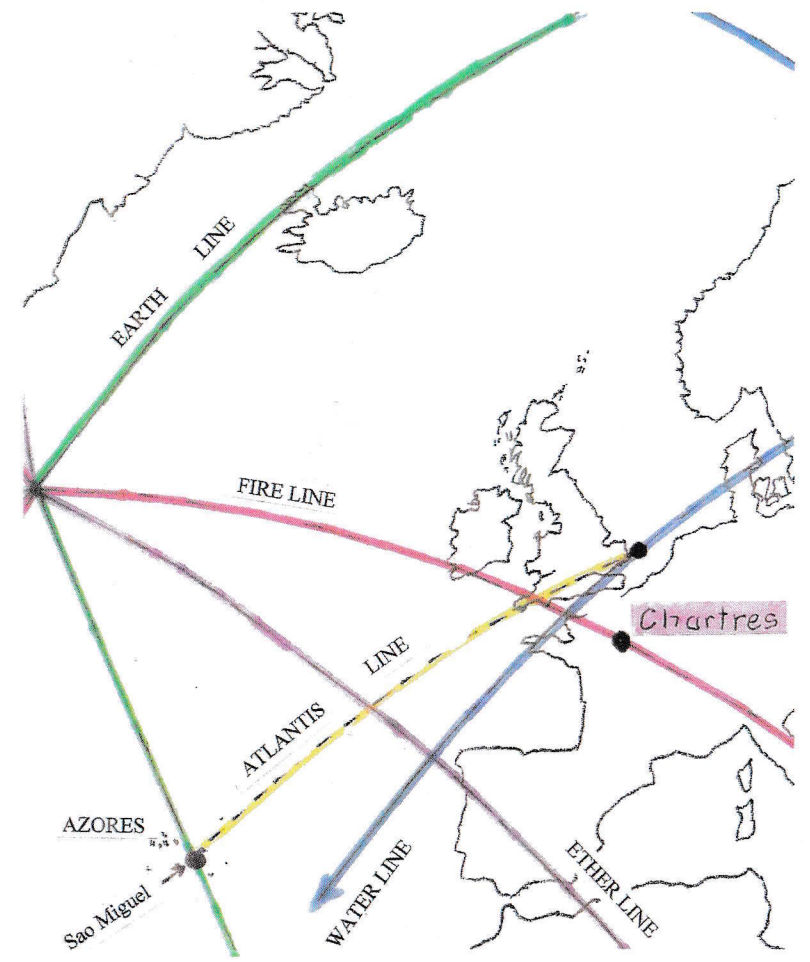 EARTH LINE
FIRE LINE
Chartres
ATLANTIS LINE
AZORES
Sao Miguel
WATER LINE
ETHER LINE